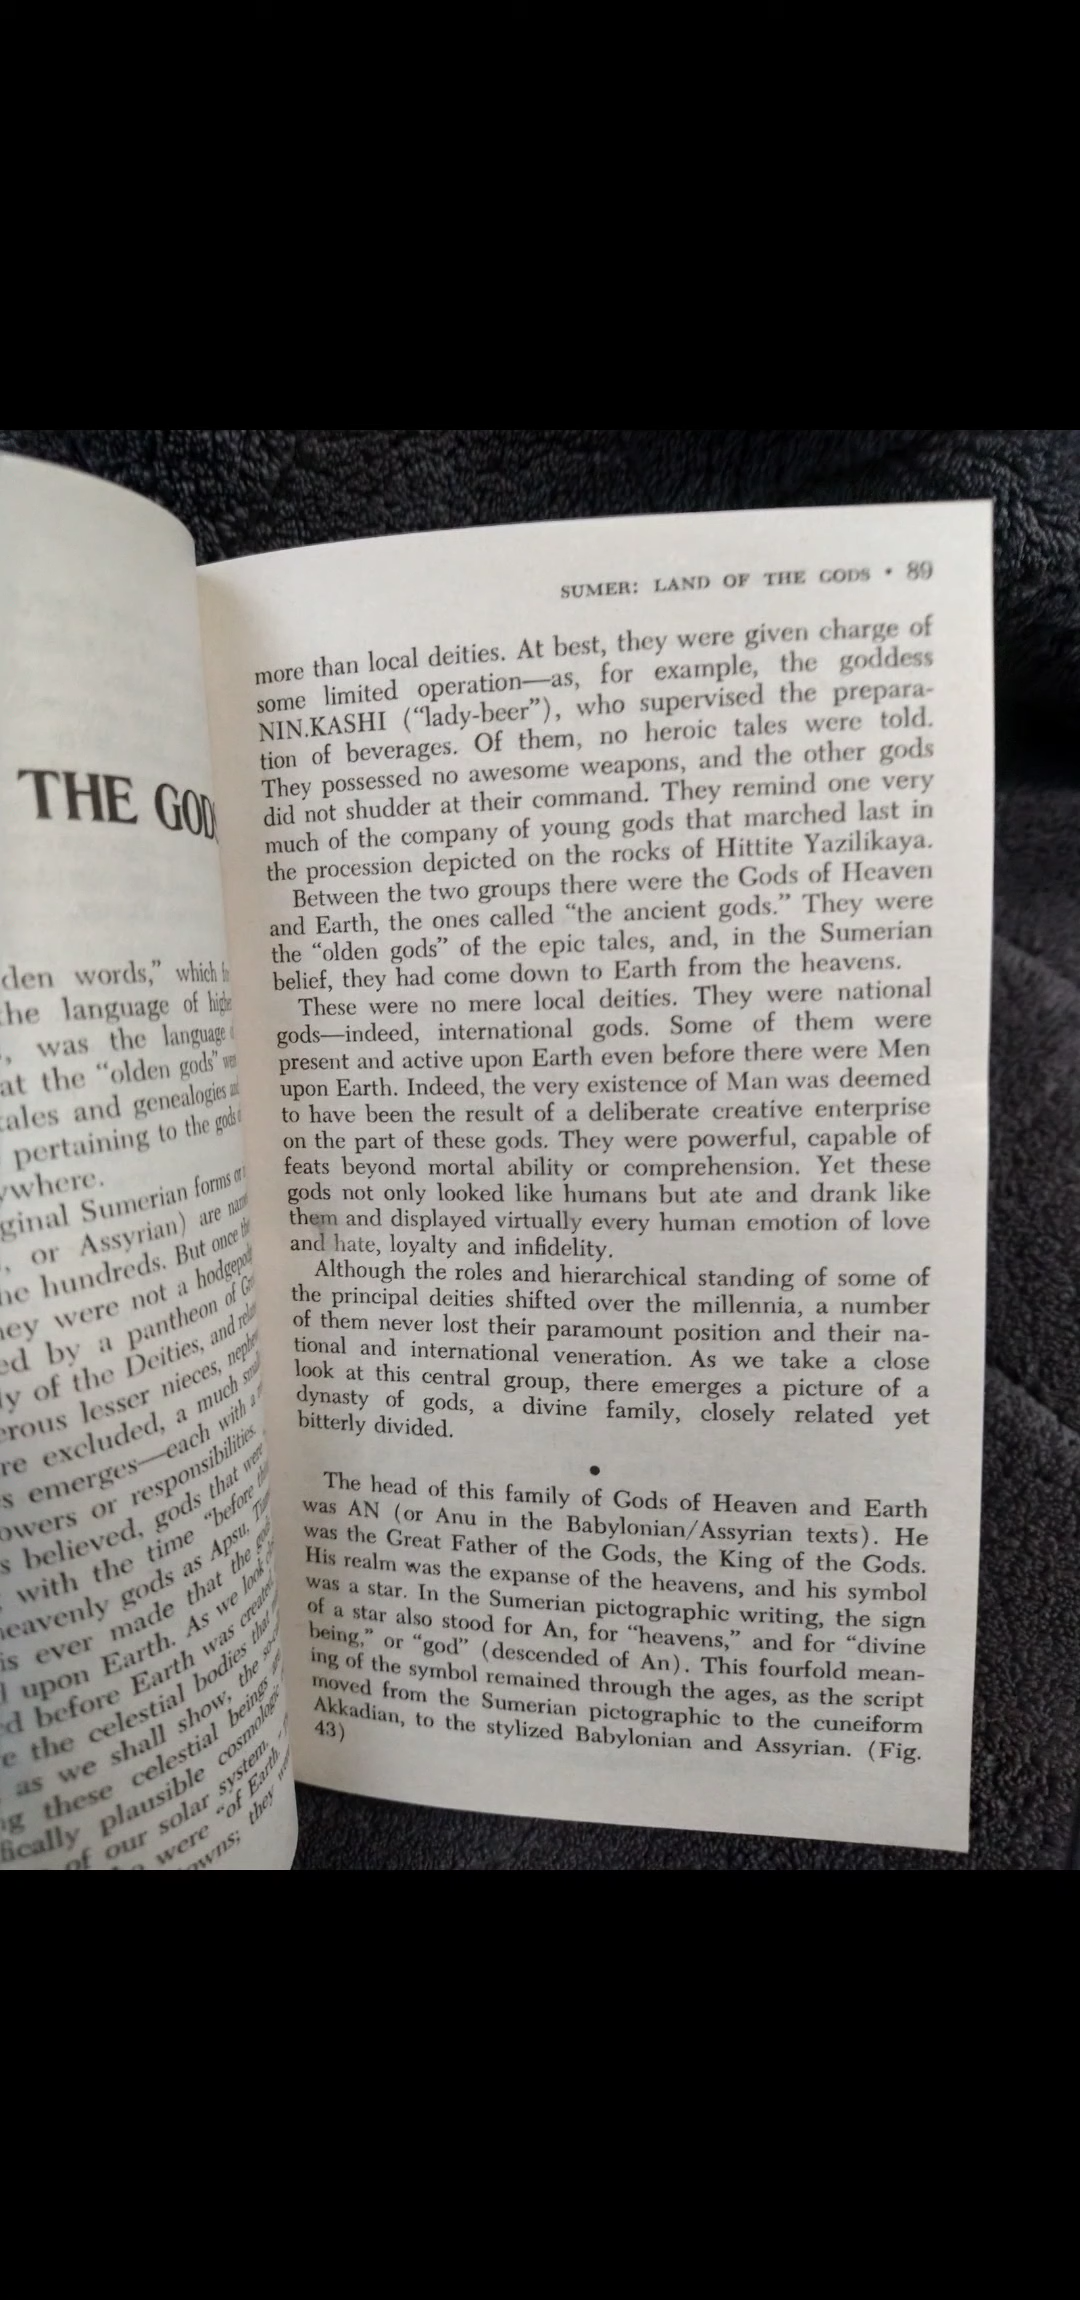 THE GOD
den words," which
the language of
was the language
at the "olden gods"
tales and genealogies
pertaining to the gods
ywhere.
ginal Sumerian forms or
, or Assyrian) are
he hundreds. But once
hey were not a
ed by a pantheon of
ly of the Deities, and
erous lesser nieces,
re excluded, a much
s emerges—each with a
owers or responsibilities.
s believed, gods that were
with the time "before
heavenly gods as Apsu,
is ever made that the
upon Earth. As we look
d before Earth was created
e the celestial bodies that
as we shall show, the
ng these celestial beings
fically plausible cosmologic
of our solar system.
were "of Earth
owns; they
SUMER: LAND OF THE GODS • 89
more than local deities. At best, they were given charge of
some limited operation—as, for example, the goddess
NIN.KASHI ("lady-beer"), who supervised the prepara-
tion of beverages. Of them, no heroic tales were told.
They possessed no awesome weapons, and the other gods
did not shudder at their command. They remind one very
much of the company of young gods that marched last in
the procession depicted on the rocks of Hittite Yazilikaya.
Between the two groups there were the Gods of Heaven
and Earth, the ones called "the ancient gods." They were
the "olden gods" of the epic tales, and, in the Sumerian
belief, they had come down to Earth from the heavens.
These were no mere local deities. They were national
gods—indeed, international gods. Some of them were
present and active upon Earth even before there were Men
upon Earth. Indeed, the very existence of Man was deemed
to have been the result of a deliberate creative enterprise
on the part of these gods. They were powerful, capable of
feats beyond mortal ability or comprehension. Yet these
gods not only looked like humans but ate and drank like
them and displayed virtually every human emotion of love
and hate, loyalty and infidelity.
Although the roles and hierarchical standing of some of
the principal deities shifted over the millennia, a number
of them never lost their paramount position and their na-
tional and international veneration. As we take a close
look at this central group, there emerges a picture of a
dynasty of gods, a divine family, closely related yet
bitterly divided.
•
The head of this family of Gods of Heaven and Earth
was AN (or Anu in the Babylonian/Assyrian texts). He
was the Great Father of the Gods, the King of the Gods.
His realm was the expanse of the heavens, and his symbol
was a star. In the Sumerian pictographic writing, the sign
of a star also stood for An, for "heavens," and for "divine
being," or "god" (descended of An). This fourfold mean-
ing of the symbol remained through the ages, as the script
moved from the Sumerian pictographic to the cuneiform
Akkadian, to the stylized Babylonian and Assyrian. (Fig.
43)